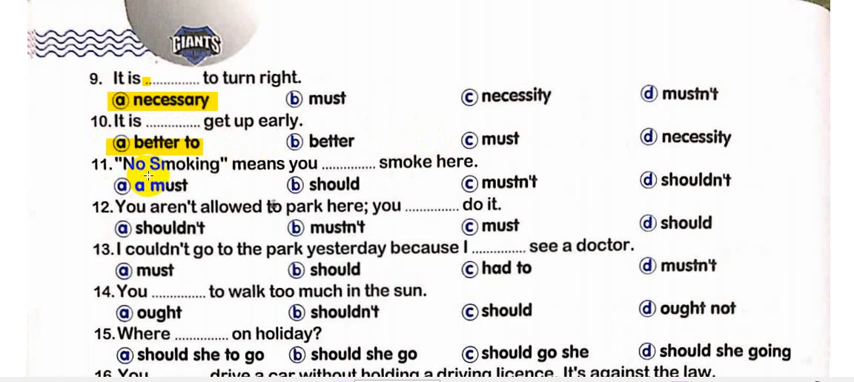 GIANTS
9. It is .............. to turn right.
ⓐ necessary ⓑ must ⓒ necessity ⓓ mustn't
10. It is .............. get up early.
ⓐ better to ⓑ better ⓒ must ⓓ necessity
11. "No Smoking" means you .............. smoke here.
ⓐ a must ⓑ should ⓒ mustn't ⓓ shouldn't
12. You aren't allowed to park here; you .............. do it.
ⓐ shouldn't ⓑ mustn't ⓒ must ⓓ should
13. I couldn't go to the park yesterday because I .............. see a doctor.
ⓐ must ⓑ should ⓒ had to ⓓ mustn't
14. You .............. to walk too much in the sun.
ⓐ ought ⓑ shouldn't ⓒ should ⓓ ought not
15. Where .............. on holiday?
ⓐ should she to go ⓑ should she go ⓒ should go she ⓓ should she going
16. You .............. drive a car without holding a driving licence. It's against the law.